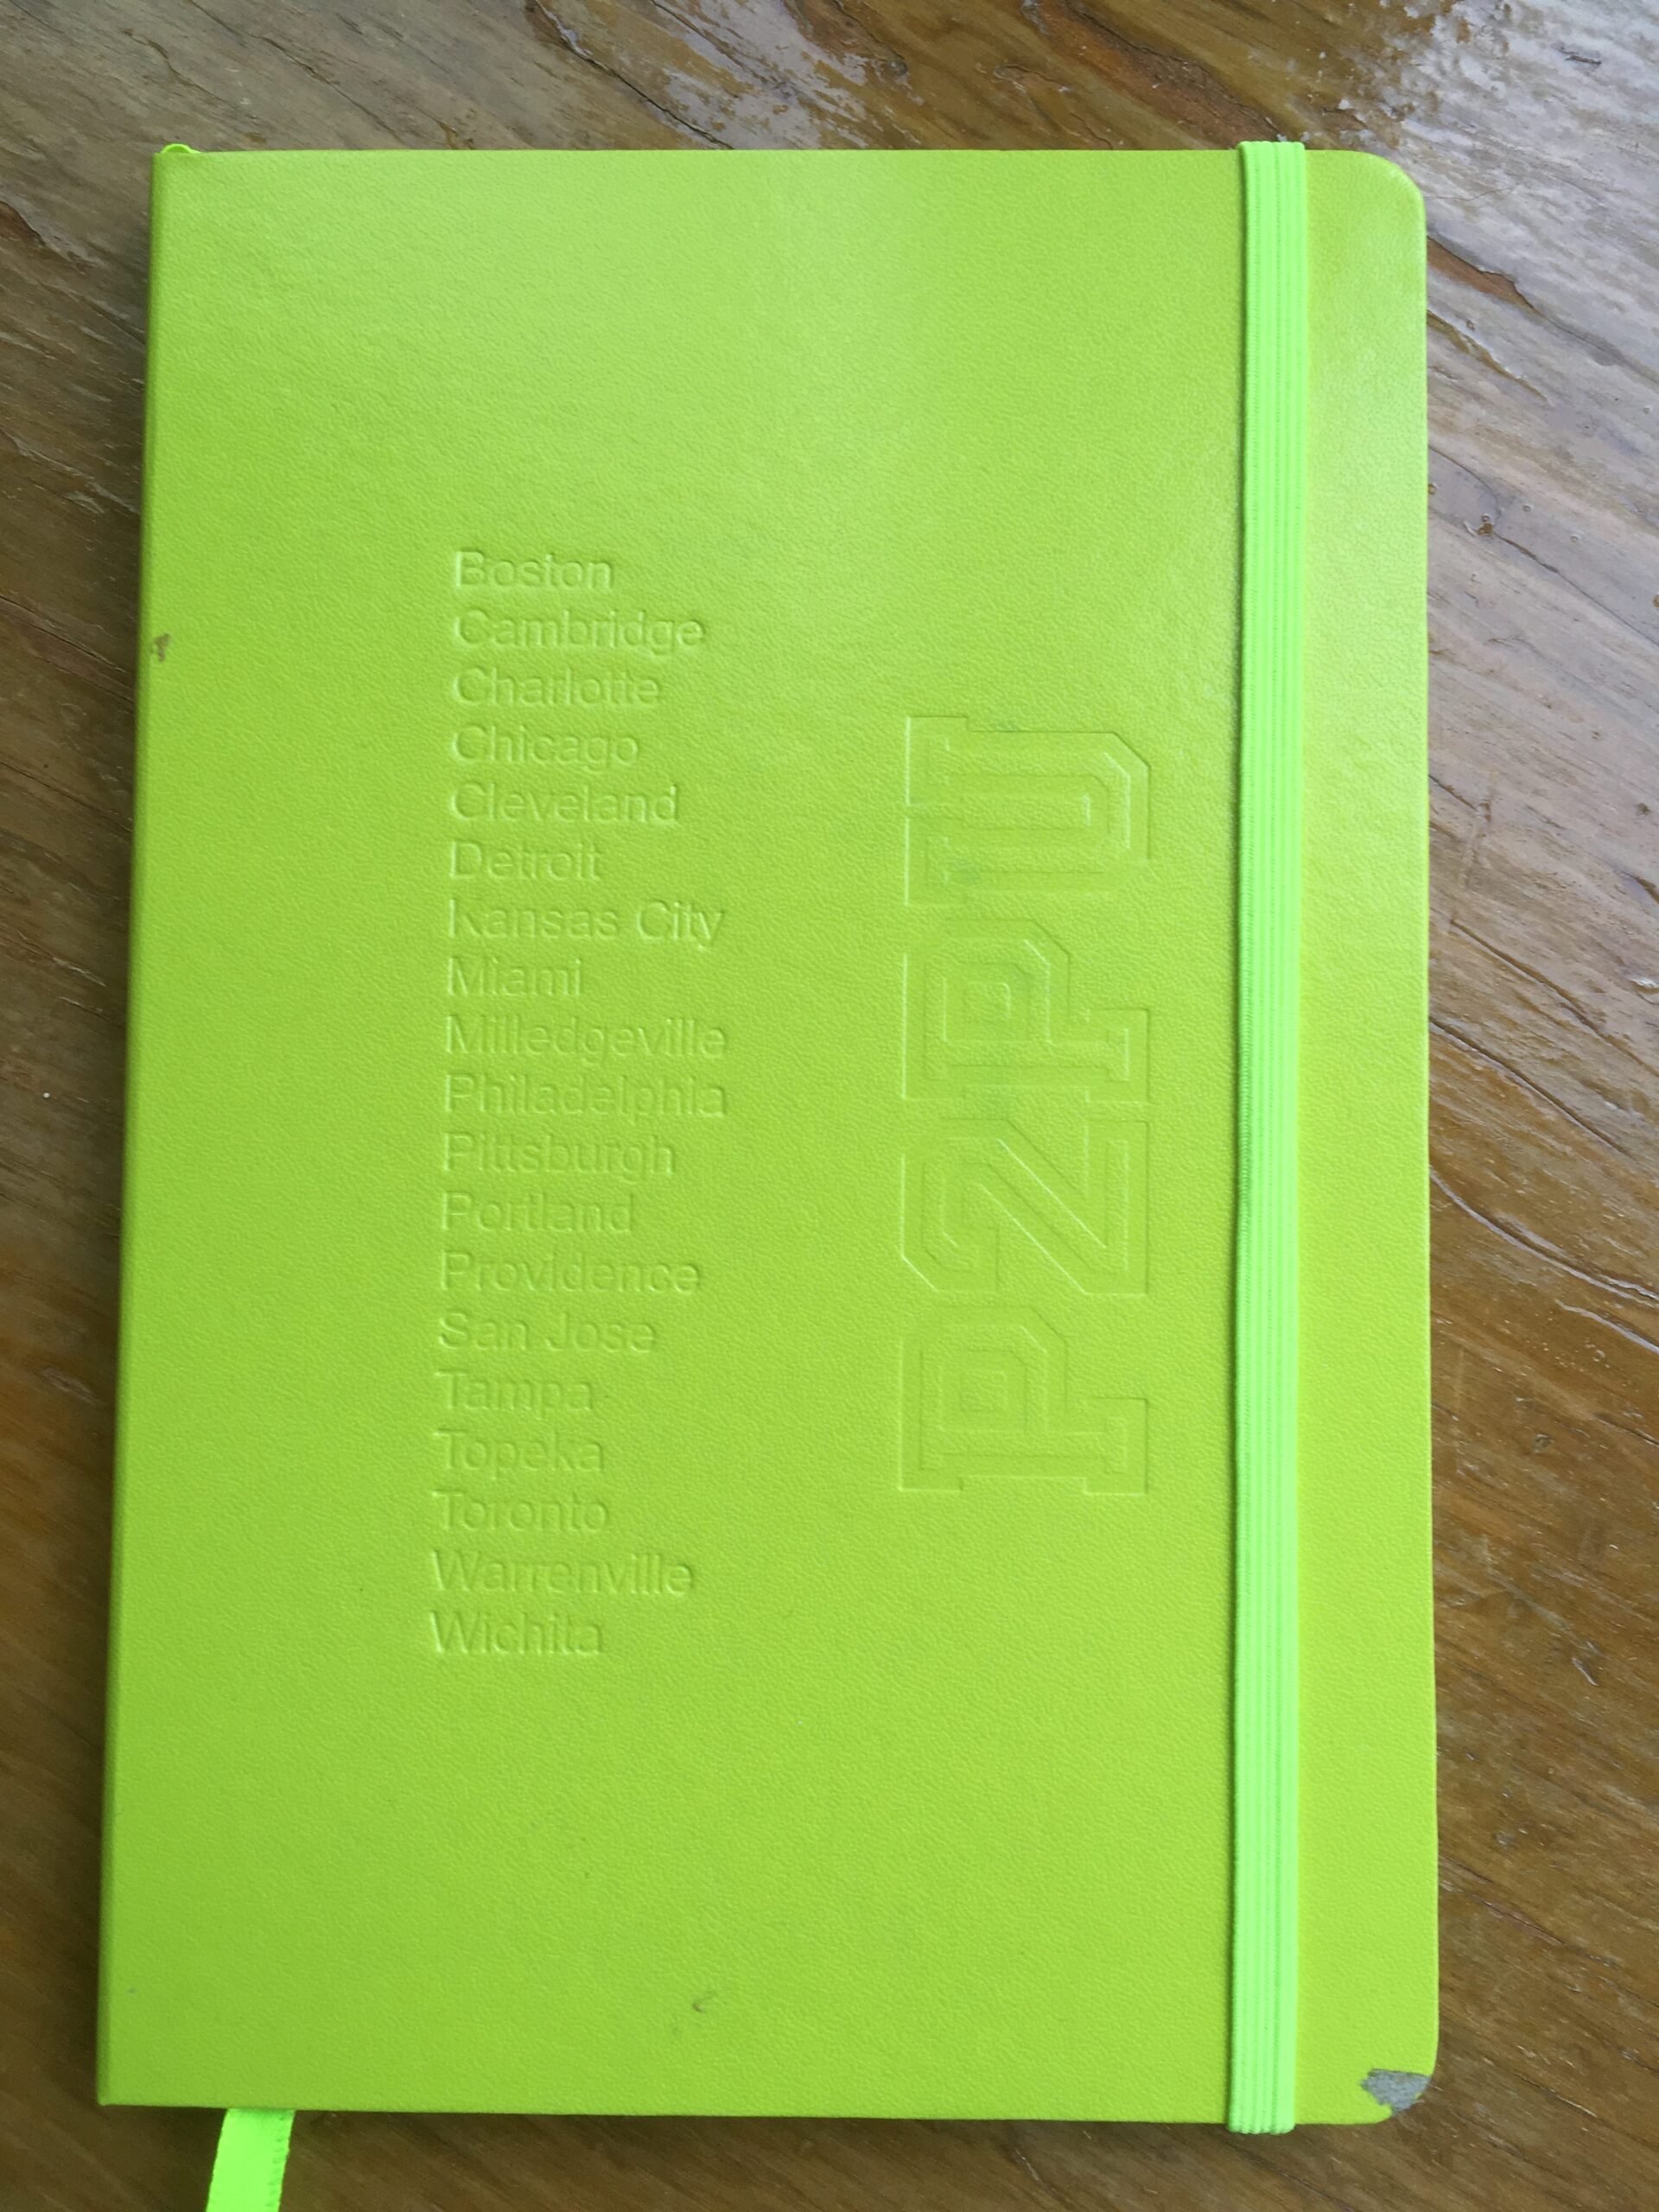 Boston
Cambridge
Charlotte
Chicago
Cleveland
Detroit
Kansas City
Miami
Milledgeville
Philadelphia
Pittsburgh
Portland
Providence
San Jose
Tampa
Topeka
Toronto
Warrenville
Wichita
P2PU